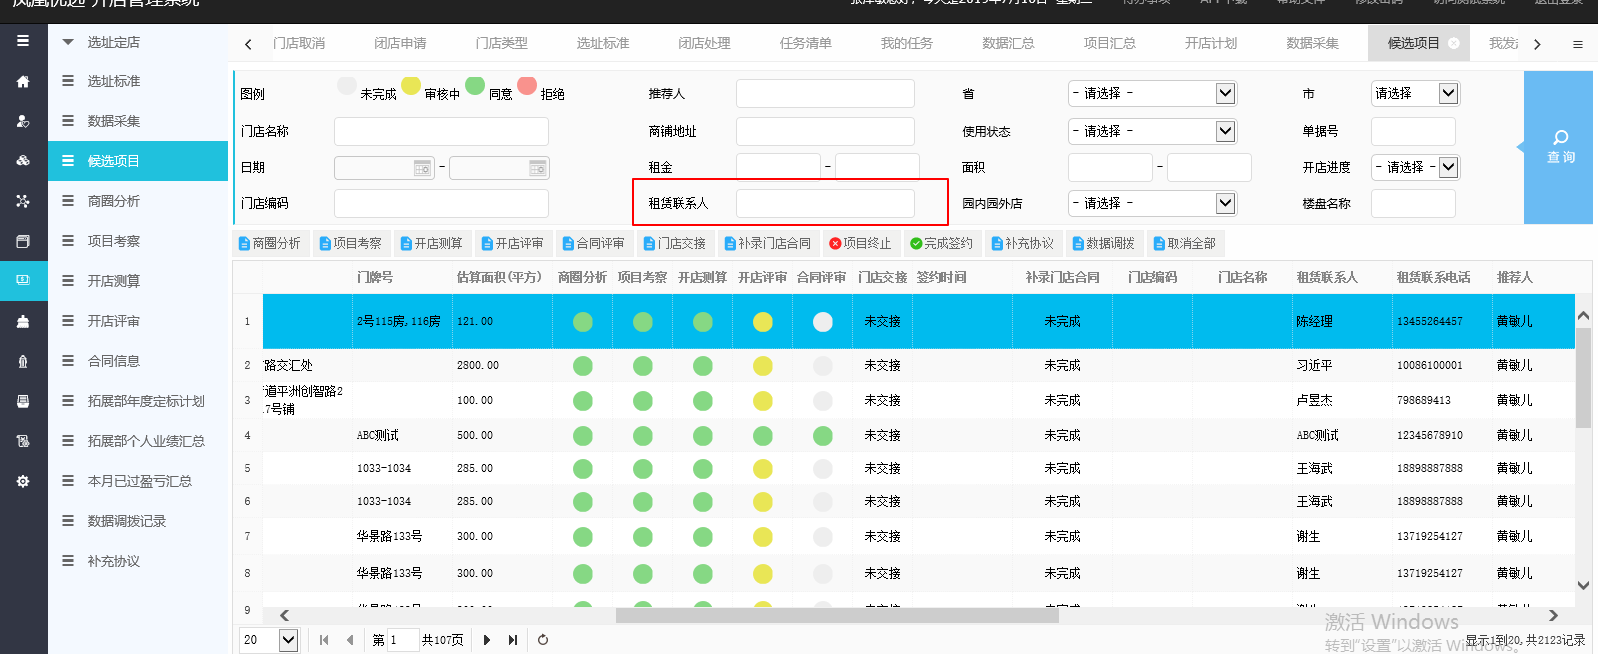 凤凰优选 开店管理系统
选址定店
选址标准
数据采集
候选项目
商圈分析
项目考察
开店测算
开店评审
合同信息
拓展部年度定标计划
拓展部个人业绩汇总
本月已过盈亏汇总
数据调拨记录
补充协议
门店取消 闭店申请 门店类型 选址标准 闭店处理 任务清单 我的任务 数据汇总 项目汇总 开店计划 数据采集 候选项目 我发
图例 未完成 审核中 同意 拒绝 推荐人 省 - 请选择 - 市 请选择
门店名称 商铺地址 使用状态 - 请选择 - 单据号
日期 - 租金 - 面积 - 开店进度 - 请选择 -
门店编码 租赁联系人 园内园外店 - 请选择 - 楼盘名称
查询
商圈分析 项目考察 开店测算 开店评审 合同评审 门店交接 补录门店合同 项目终止 完成签约 补充协议 数据调拨 取消全部
门牌号 估算面积(平方) 商圈分析 项目考察 开店测算 开店评审 合同评审 门店交接 签约时间 补录门店合同 门店编码 门店名称 租赁联系人 租赁联系电话 推荐人
1 2号115房,116房 121.00 未交接 未完成 陈经理 13455264457 黄敏儿
2 路交汇处 2800.00 未交接 未完成 习近平 10086100001 黄敏儿
3 道平洲创智路2 17号铺 100.00 未交接 未完成 卢昱杰 798689413 黄敏儿
4 ABC测试 500.00 未交接 未完成 ABC测试 12345678910 黄敏儿
5 1033-1034 285.00 未交接 未完成 王海武 18898887888 黄敏儿
6 1033-1034 285.00 未交接 未完成 王海武 18898887888 黄敏儿
7 华景路133号 300.00 未交接 未完成 谢生 13719254127 黄敏儿
8 华景路133号 300.00 未交接 未完成 谢生 13719254127 黄敏儿
9
20 第 1 共107页 显示1到20,共2123记录
激活 Windows
转到"设置"以激活 Windows。